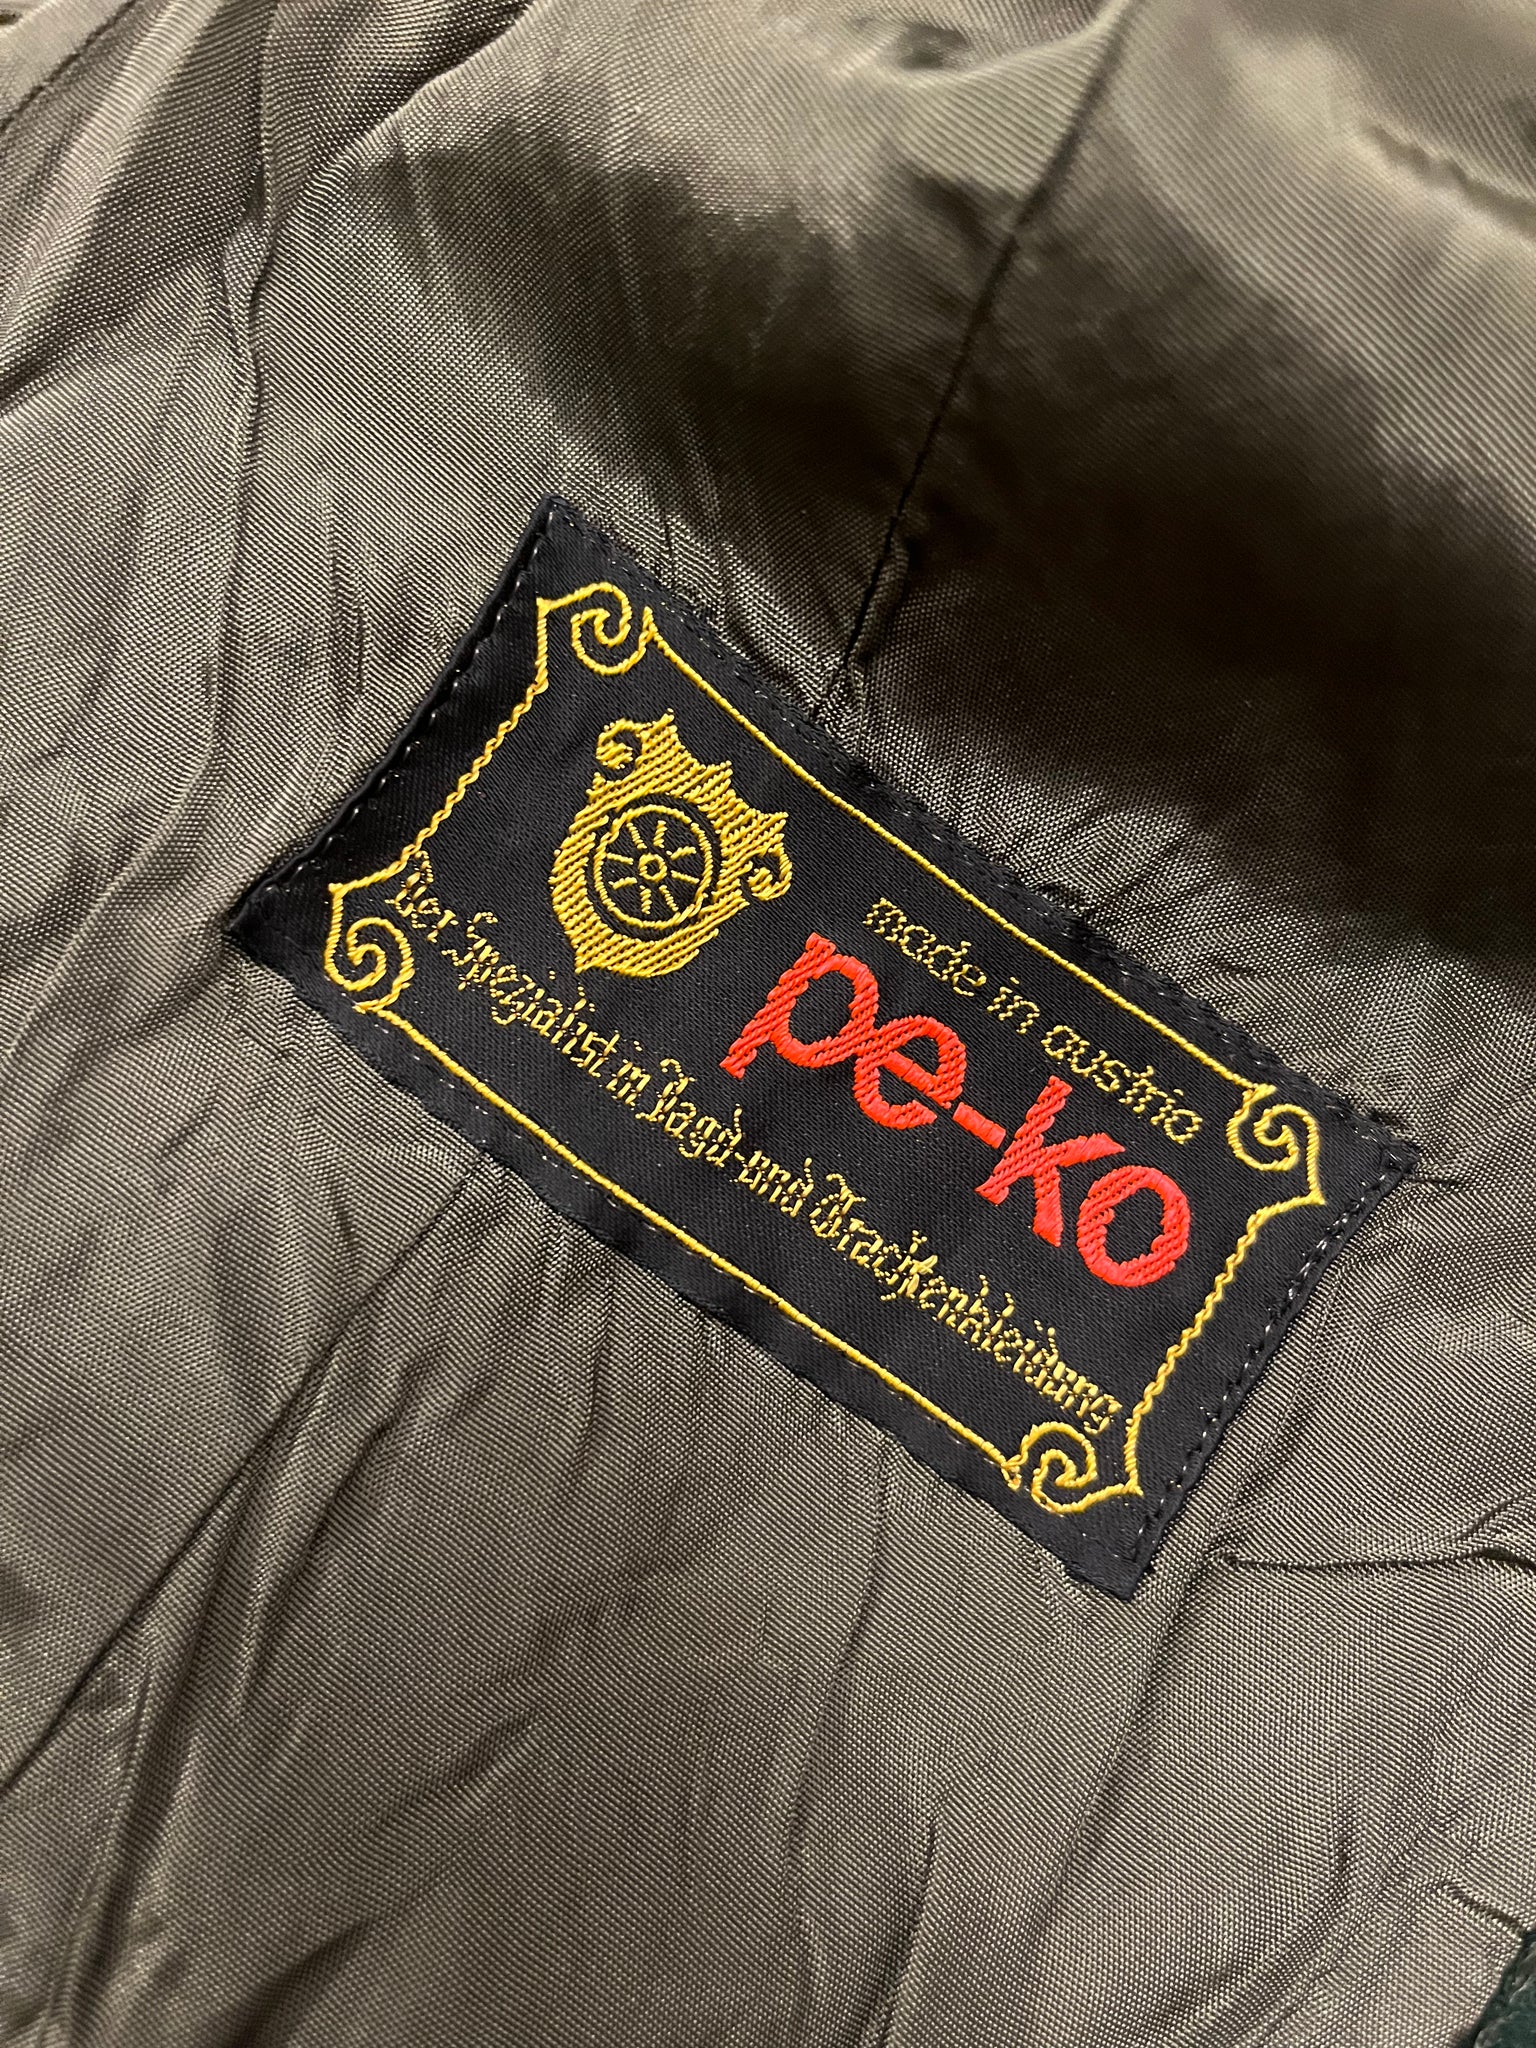 made in austria
pe-ko
Der Spezialist in Jagd-und Trachtenkleidung